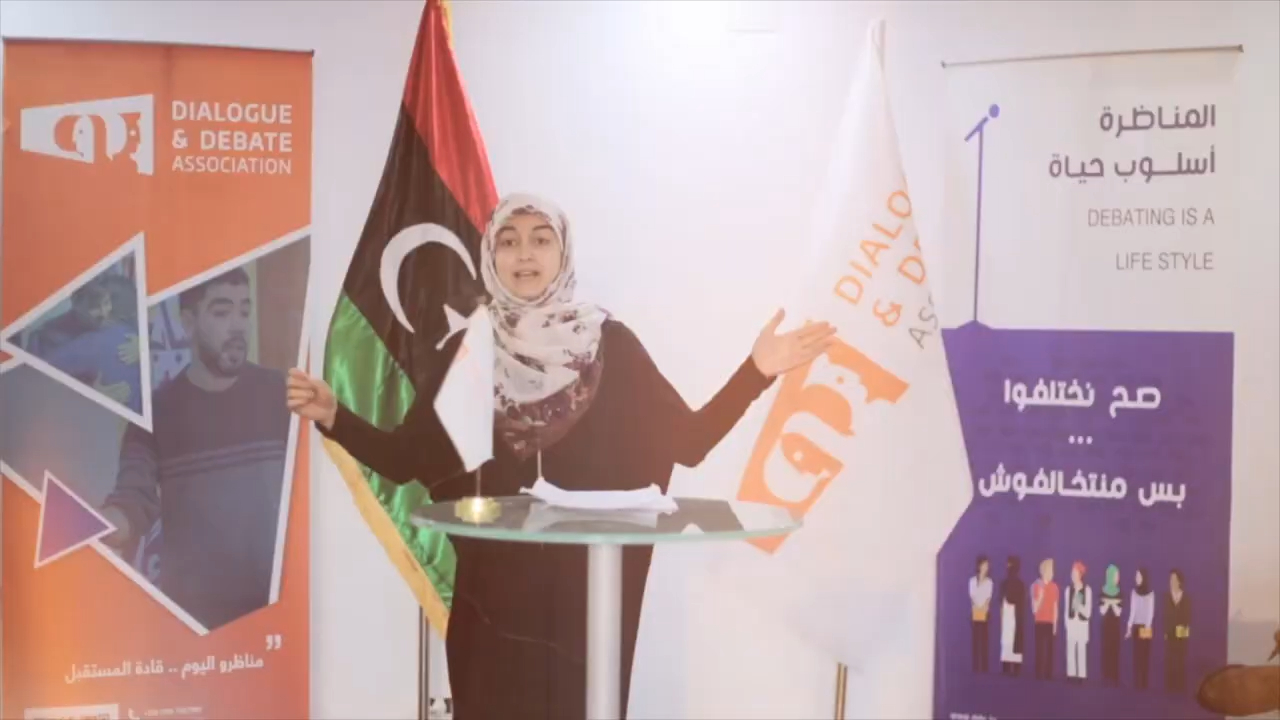 DIALOGUE
& DEBATE
ASSOCIATION
مناظرو اليوم .. قادة المستقبل
DIALO
& D
AS
المناظرة
أسلوب حياة
DEBATING IS A
LIFE STYLE
صح نختلفوا
...
بس منتخالفوش